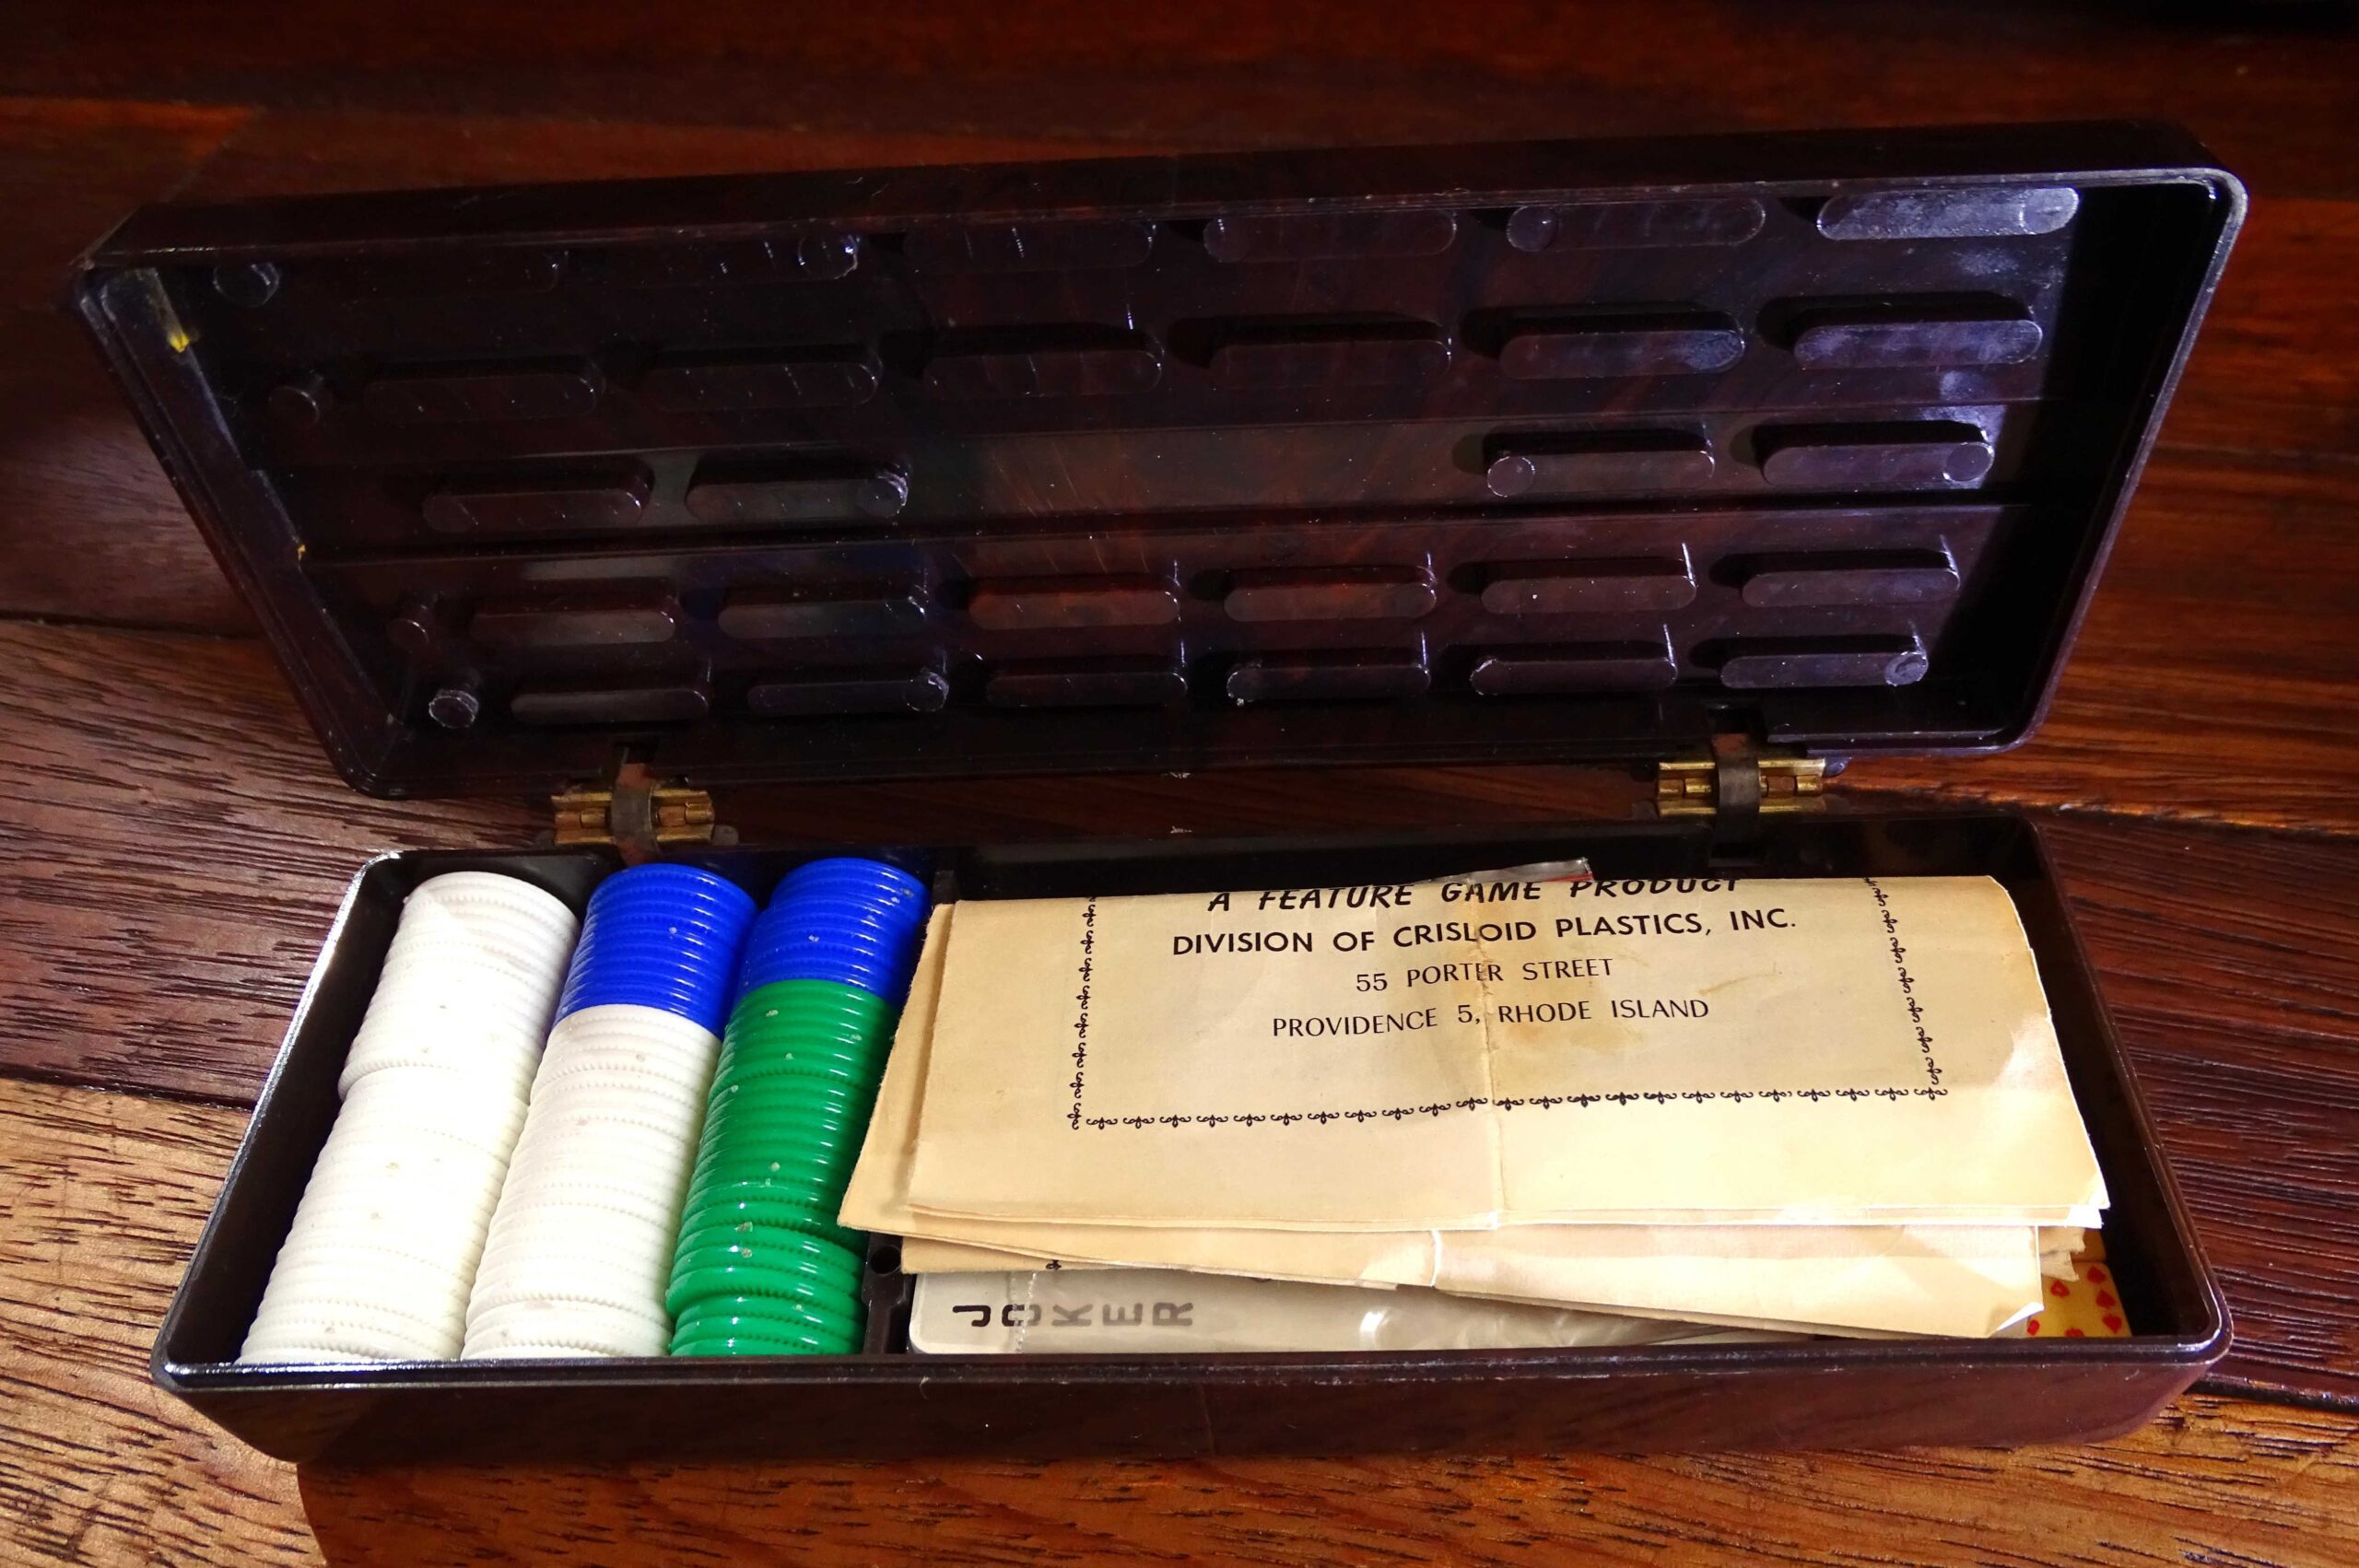 A FEATURE GAME PRODUCT
DIVISION OF CRISLOID PLASTICS, INC.
55 PORTER STREET
PROVIDENCE 5, RHODE ISLAND
JOKER